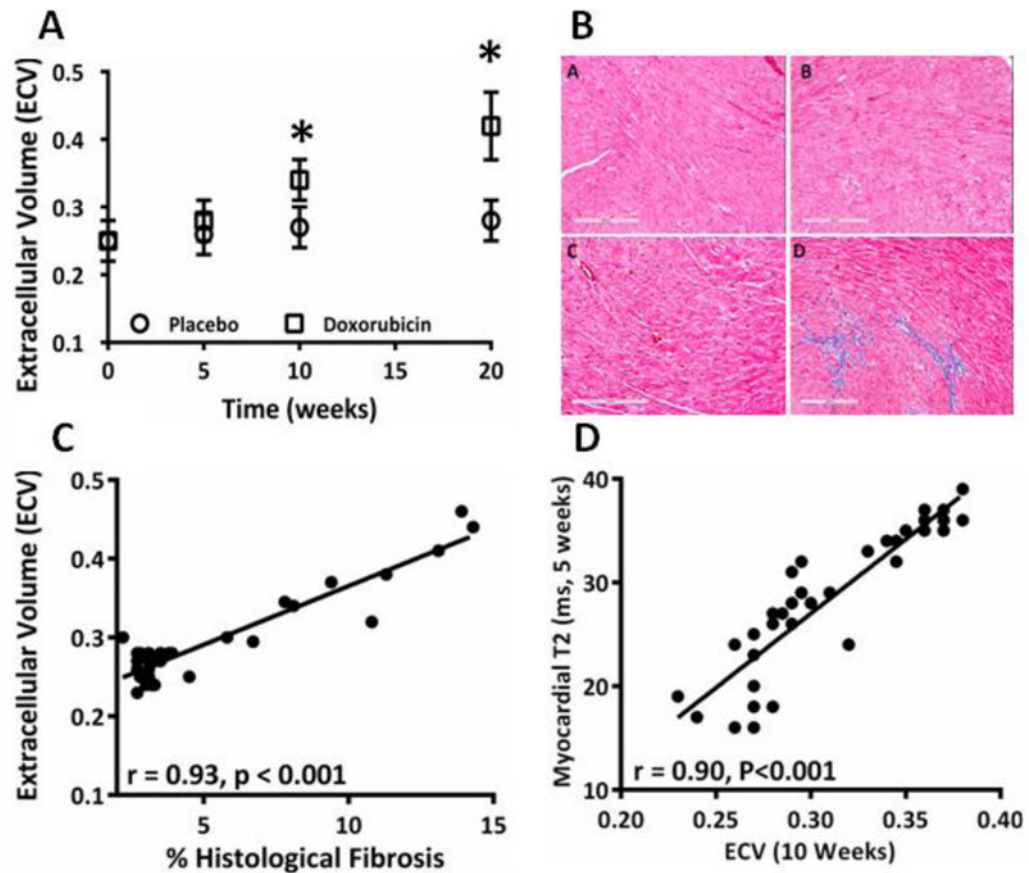 A
Extracellular Volume (ECV)
0.5
0.4
0.3
0.2
0.1
*
*
Placebo
Doxorubicin
0
5
10
15
20
Time (weeks)
B
A
B
C
D
C
Extracellular Volume (ECV)
0.5
0.4
0.3
0.2
0.1
r = 0.93, p < 0.001
5
10
15
% Histological Fibrosis
D
Myocardial T2 (ms, 5 weeks)
40
30
20
10
r = 0.90, P<0.001
0.20
0.25
0.30
0.35
0.40
ECV (10 Weeks)